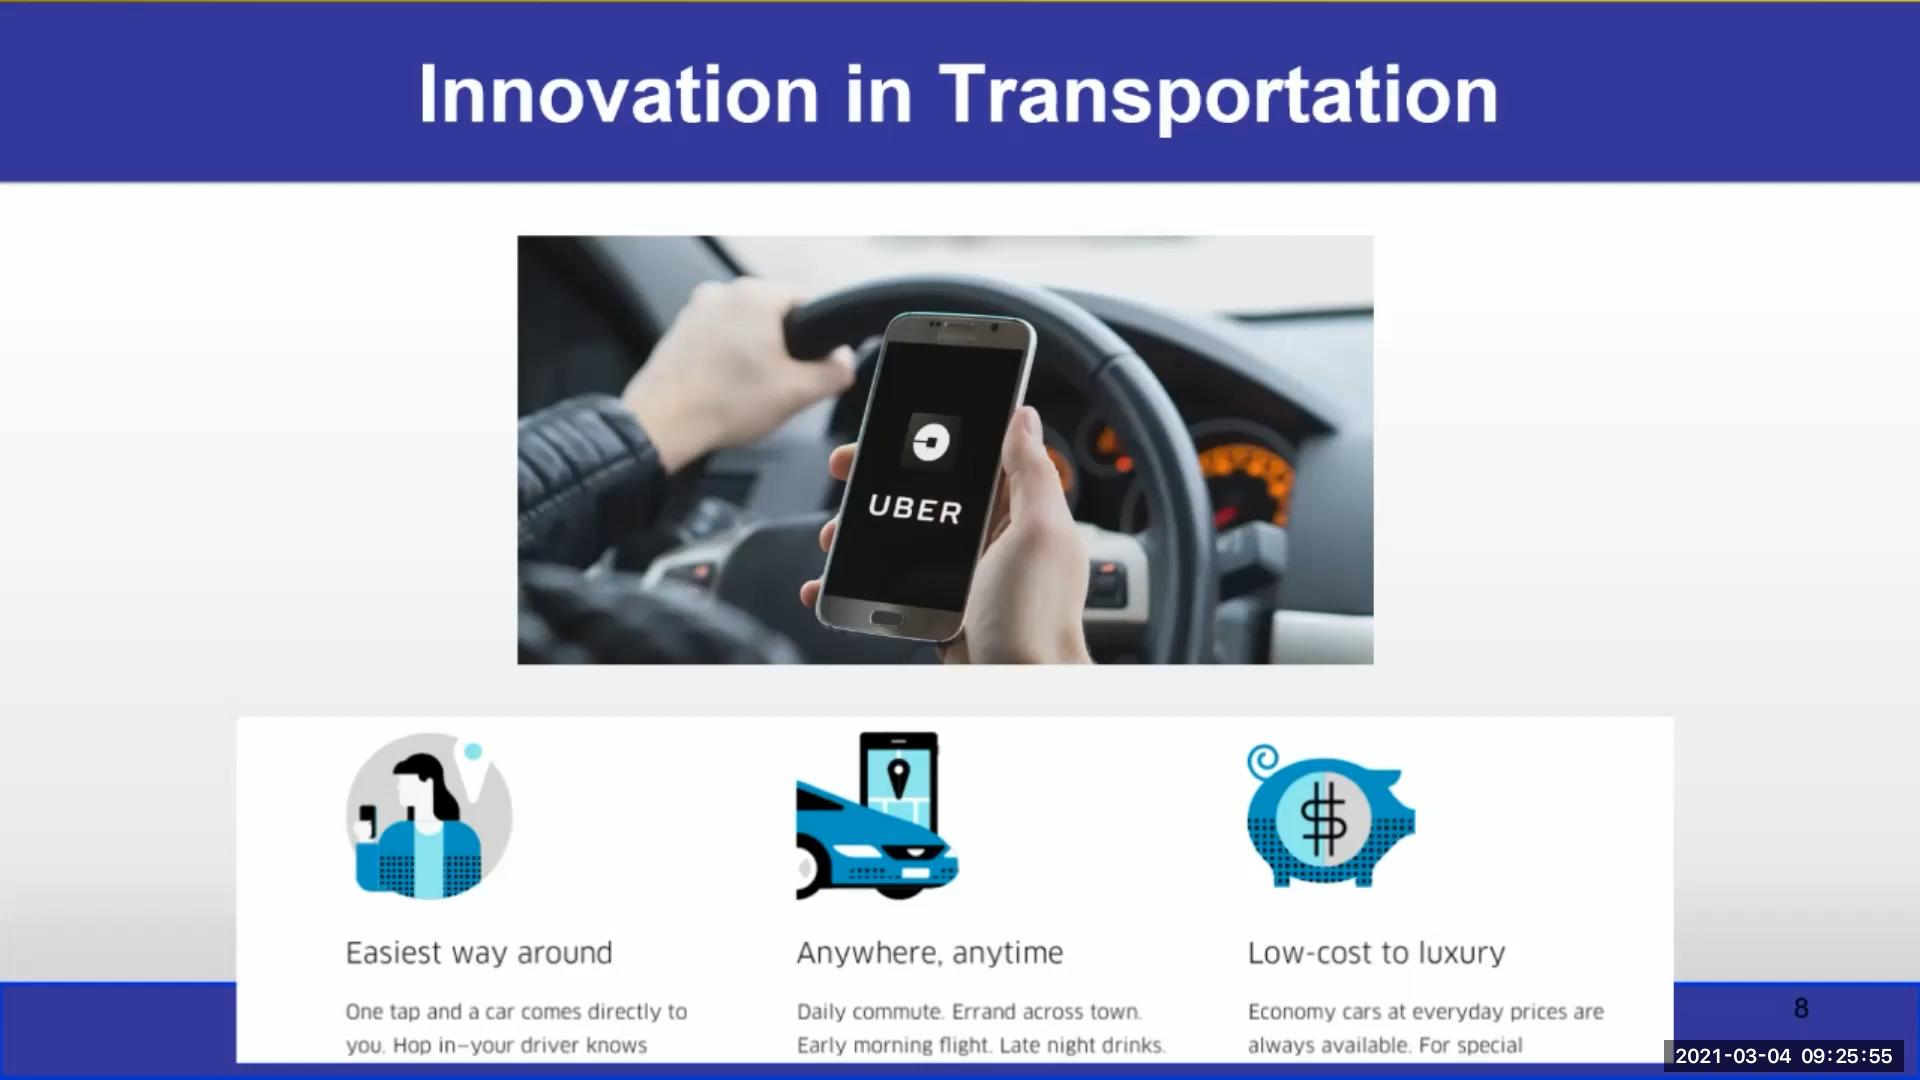 Innovation in Transportation
UBER
Easiest way around
One tap and a car comes directly to
you. Hop in–your driver knows
Anywhere, anytime
Daily commute. Errand across town.
Early morning flight. Late night drinks.
Low-cost to luxury
Economy cars at everyday prices are
always available. For special
8
2021-03-04 09:25:55